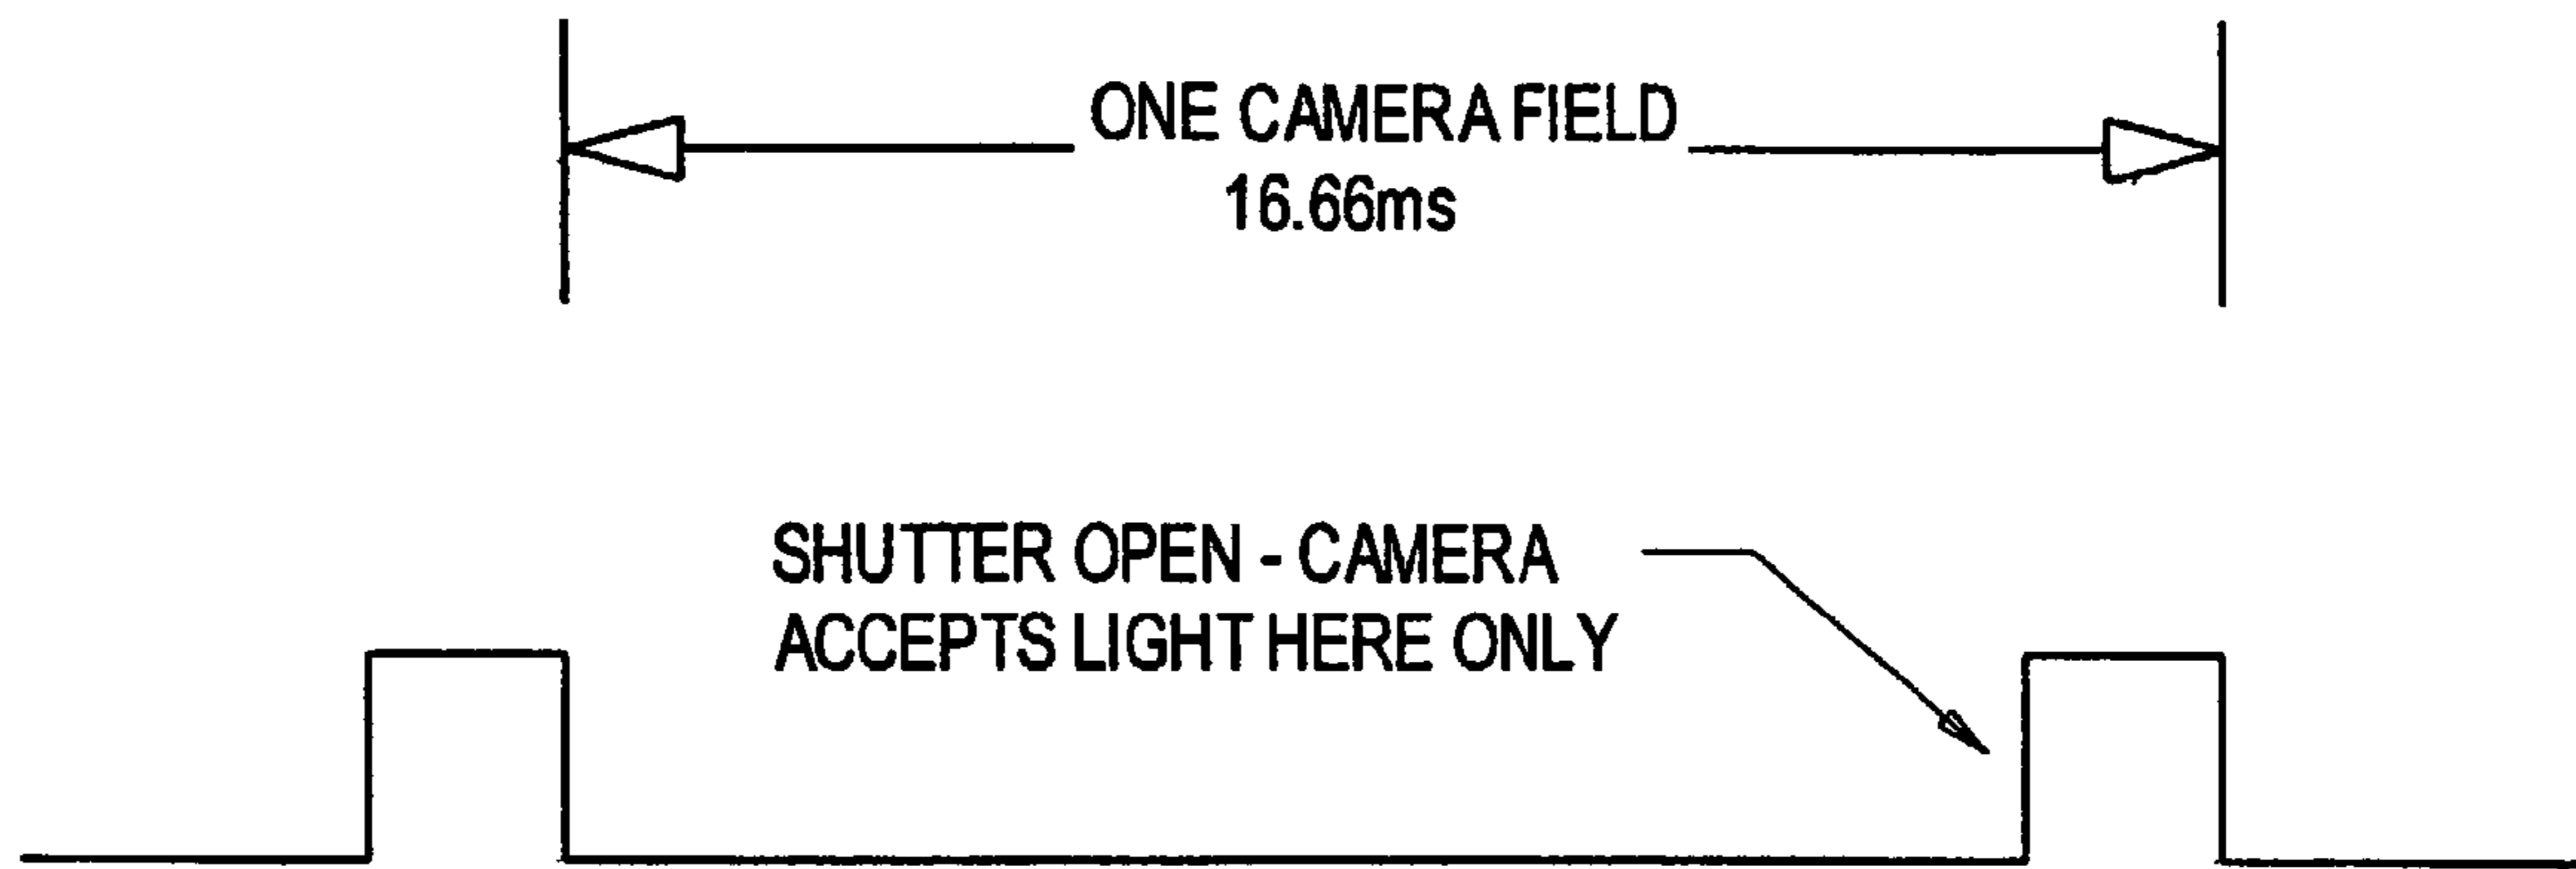 ONE CAMERA FIELD
16.66ms
SHUTTER OPEN - CAMERA
ACCEPTS LIGHT HERE ONLY